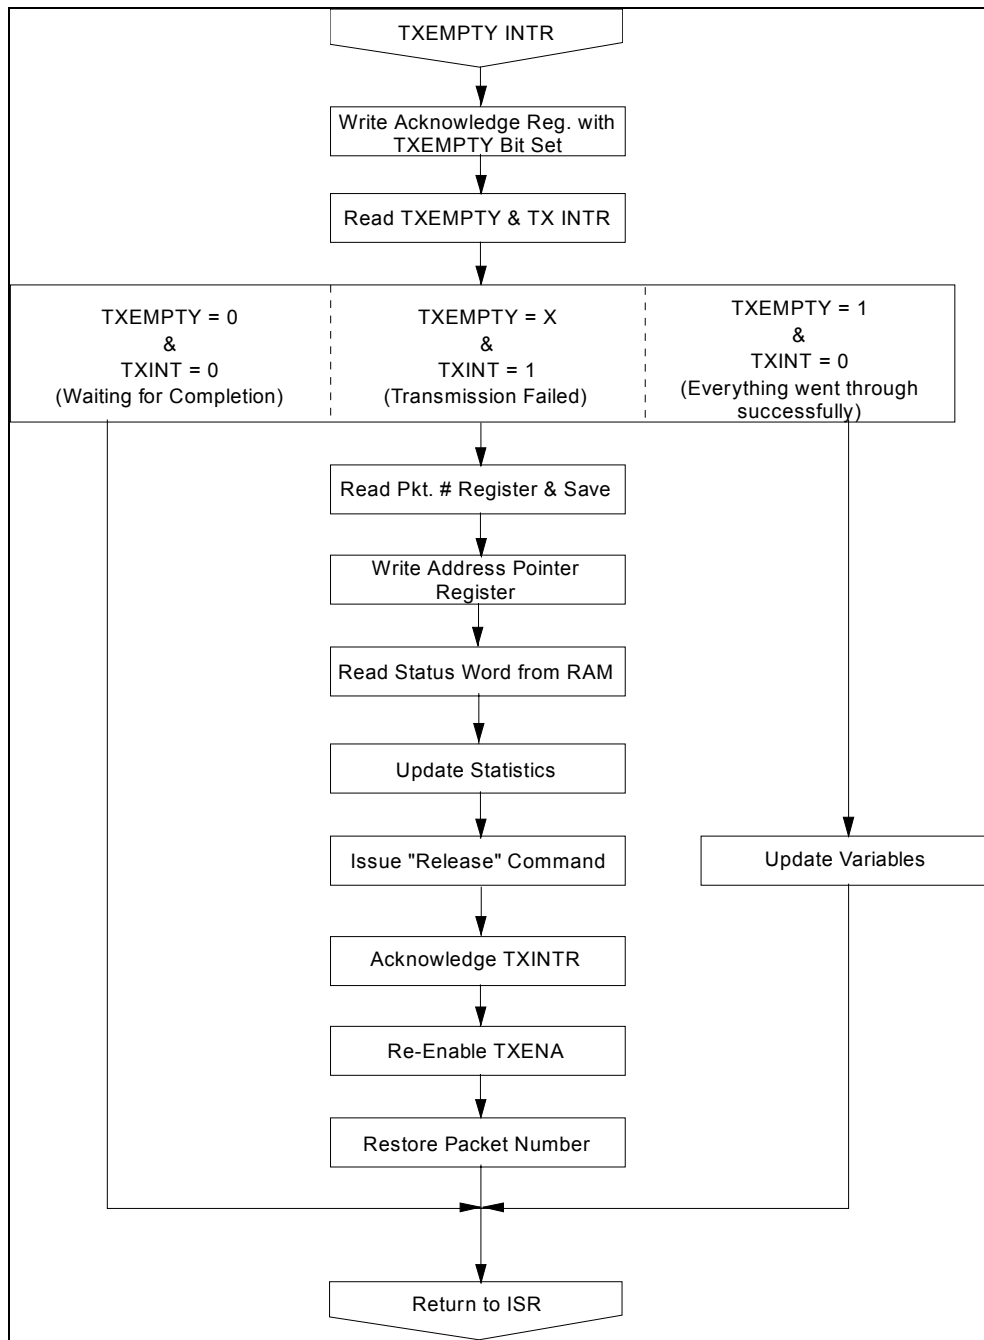 TXEMPTY INTR
Write Acknowledge Reg. with
TXEMPTY Bit Set
Read TXEMPTY & TX INTR
TXEMPTY = 0
&
TXINT = 0
(Waiting for Completion)
TXEMPTY = X
&
TXINT = 1
(Transmission Failed)
TXEMPTY = 1
&
TXINT = 0
(Everything went through
successfully)
Read Pkt. # Register & Save
Write Address Pointer
Register
Read Status Word from RAM
Update Statistics
Issue "Release" Command
Update Variables
Acknowledge TXINTR
Re-Enable TXENA
Restore Packet Number
Return to ISR